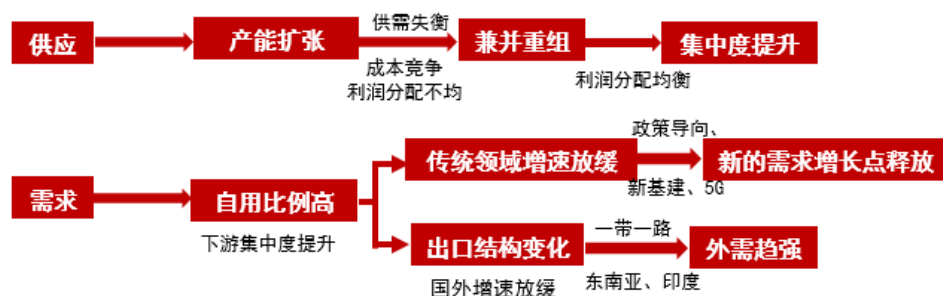 供应
产能扩张
供需失衡
成本竞争
利润分配不均
兼并重组
利润分配均衡
集中度提升
需求
自用比例高
下游集中度提升
传统领域增速放缓
政策导向、
新基建、5G
新的需求增长点释放
出口结构变化
国外增速放缓
一带一路
东南亚、印度
外需趋强